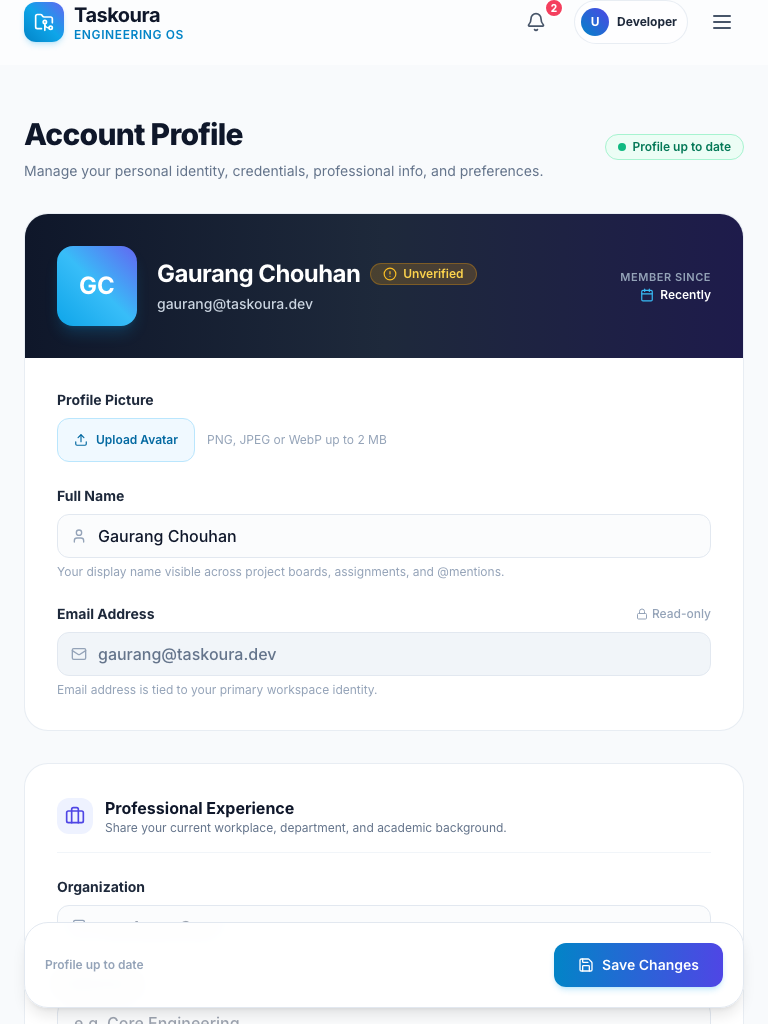 Taskoura
ENGINEERING OS
2
U
Developer
Account Profile
Manage your personal identity, credentials, professional info, and preferences.
Profile up to date
GC
Gaurang Chouhan
Unverified
gaurang@taskoura.dev
MEMBER SINCE
Recently
Profile Picture
Upload Avatar
PNG, JPEG or WebP up to 2 MB
Full Name
Gaurang Chouhan
Your display name visible across project boards, assignments, and @mentions.
Email Address
Read-only
gaurang@taskoura.dev
Email address is tied to your primary workspace identity.
Professional Experience
Share your current workplace, department, and academic background.
Organization
Profile up to date
Save Changes
e.g. Core Engineering